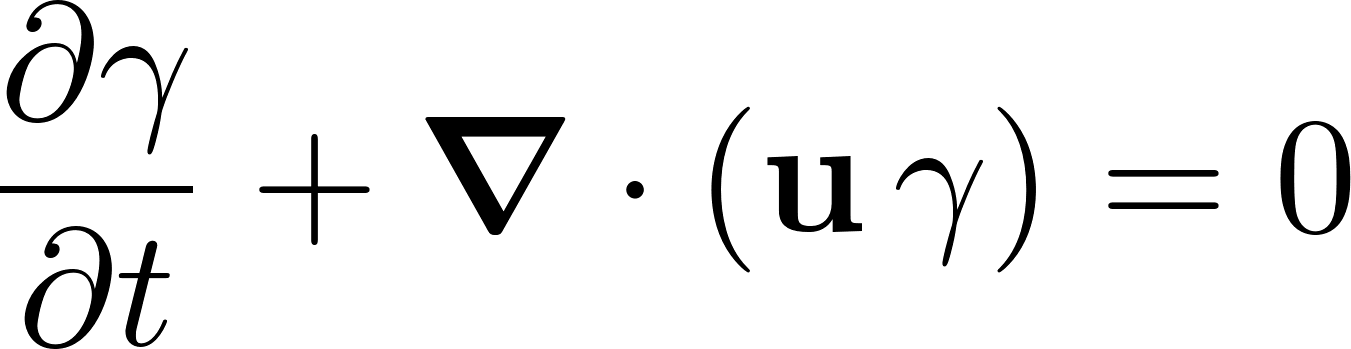 ∂γ/∂t + ∇ · (u γ) = 0